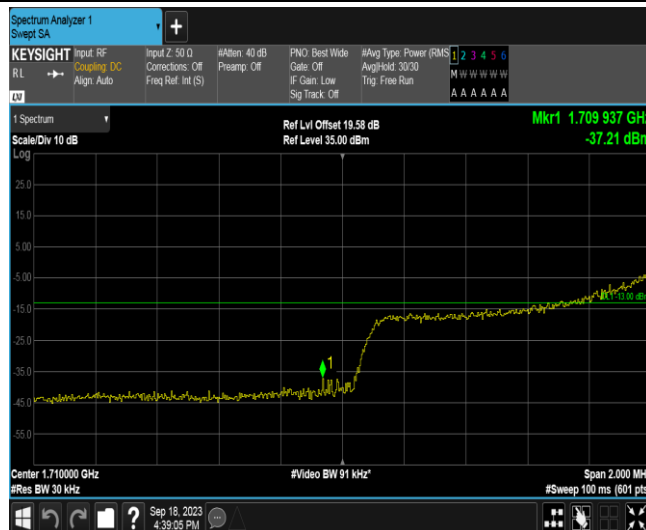 Spectrum Analyzer 1
Swept SA
+
KEYSIGHT
RL
LXI
Input: RF
Coupling: DC
Align: Auto
Input Z: 50 Ω
Corrections: Off
Freq Ref: Int (S)
#Atten: 40 dB
Preamp: Off
PNO: Best Wide
Gate: Off
IF Gain: Low
Sig Track: Off
#Avg Type: Power (RMS
Avg|Hold: 30/30
Trig: Free Run
1 2 3 4 5 6
M W W W W W
A A A A A A
1 Spectrum
Scale/Div 10 dB
Log
Ref Lvl Offset 19.58 dB
Ref Level 35.00 dBm
Mkr1 1.709 937 GHz
-37.21 dBm
25.0
15.0
5.00
-5.00
-15.0
-25.0
-35.0
-45.0
-55.0
-13.00 dBm
1
Center 1.710000 GHz
#Res BW 30 kHz
#Video BW 91 kHz*
Span 2.000 MH
#Sweep 100 ms (601 pts
?
Sep 18, 2023
4:39:05 PM